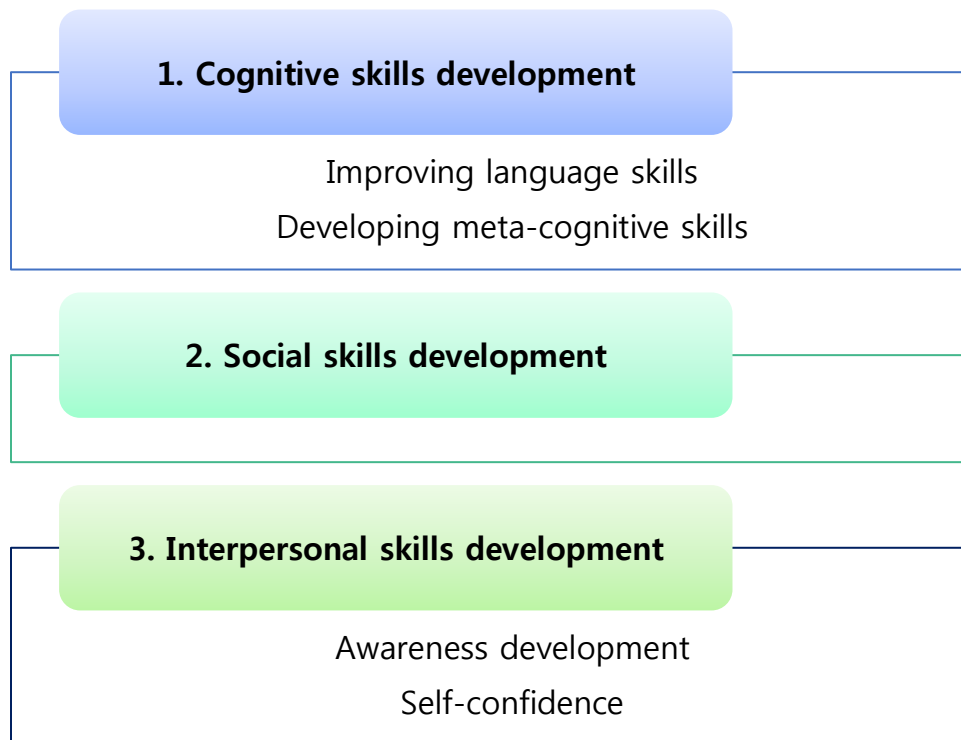 1. Cognitive skills development
Improving language skills
Developing meta-cognitive skills
2. Social skills development
3. Interpersonal skills development
Awareness development
Self-confidence